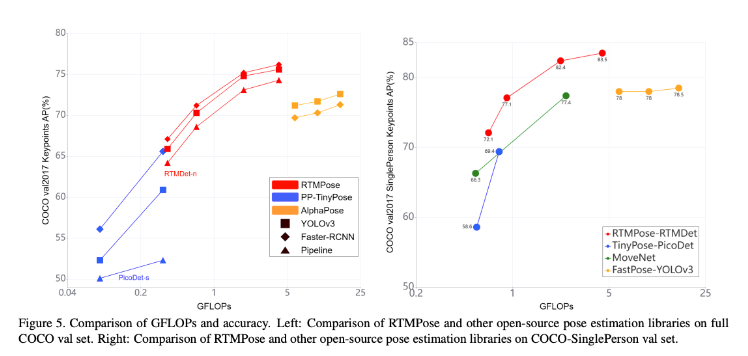 80
75
70
65
60
55
50
0.04
0.2
1
5
25
GFLOPs
COCO val2017 Keypoints AP(%)
RTMDet-n
PicoDet-s
RTMPose
PP-TinyPose
AlphaPose
YOLOv3
Faster-RCNN
Pipeline
85
80
70
60
50
0.2
1
5
25
GFLOPs
COCO val2017 SinglePerson Keypoints AP(%)
72.1
77.1
82.4
83.5
58.6
69.4
66.3
77.4
78
78
78.5
RTMPose-RTMDet
TinyPose-PicoDet
MoveNet
FastPose-YOLOv3
Figure 5. Comparison of GFLOPs and accuracy. Left: Comparison of RTMPose and other open-source pose estimation libraries on full
COCO val set. Right: Comparison of RTMPose and other open-source pose estimation libraries on COCO-SinglePerson val set.